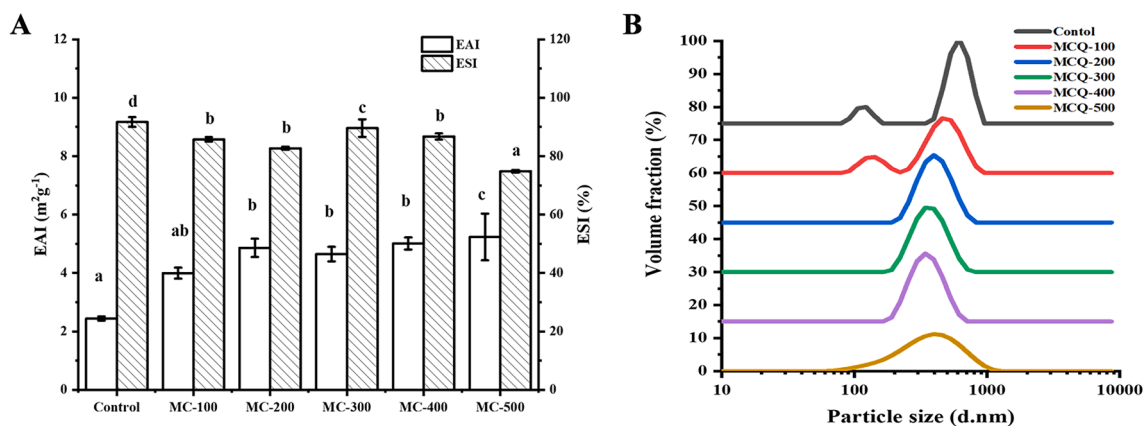 A
EAI
ESI
EAI (m²g⁻¹)
12
10
8
6
4
2
0
a
d
ab
b
b
b
b
c
b
b
c
a
120
100
80
60
40
20
0
ESI (%)
Control MC-100 MC-200 MC-300 MC-400 MC-500
B
Contol
MCQ-100
MCQ-200
MCQ-300
MCQ-400
MCQ-500
Volume fraction (%)
100
90
80
70
60
50
40
30
20
10
0
10 100 1000 10000
Particle size (d.nm)